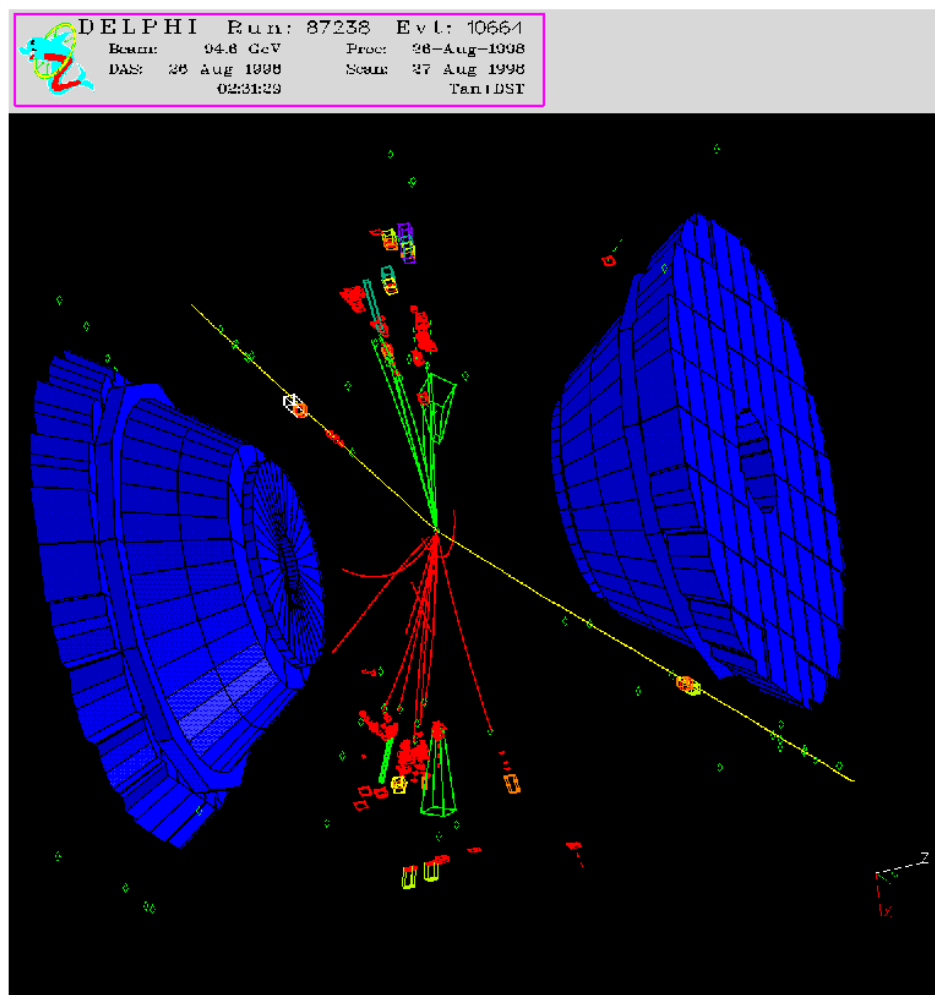 DELPHI Run: 87238 Evt: 10664
Beam: 94.6 GeV Proc: 26-Aug-1998
DAS: 26 Aug 1998 Scan: 27 Aug 1998
02:31:29 Tan+DST
Z
X